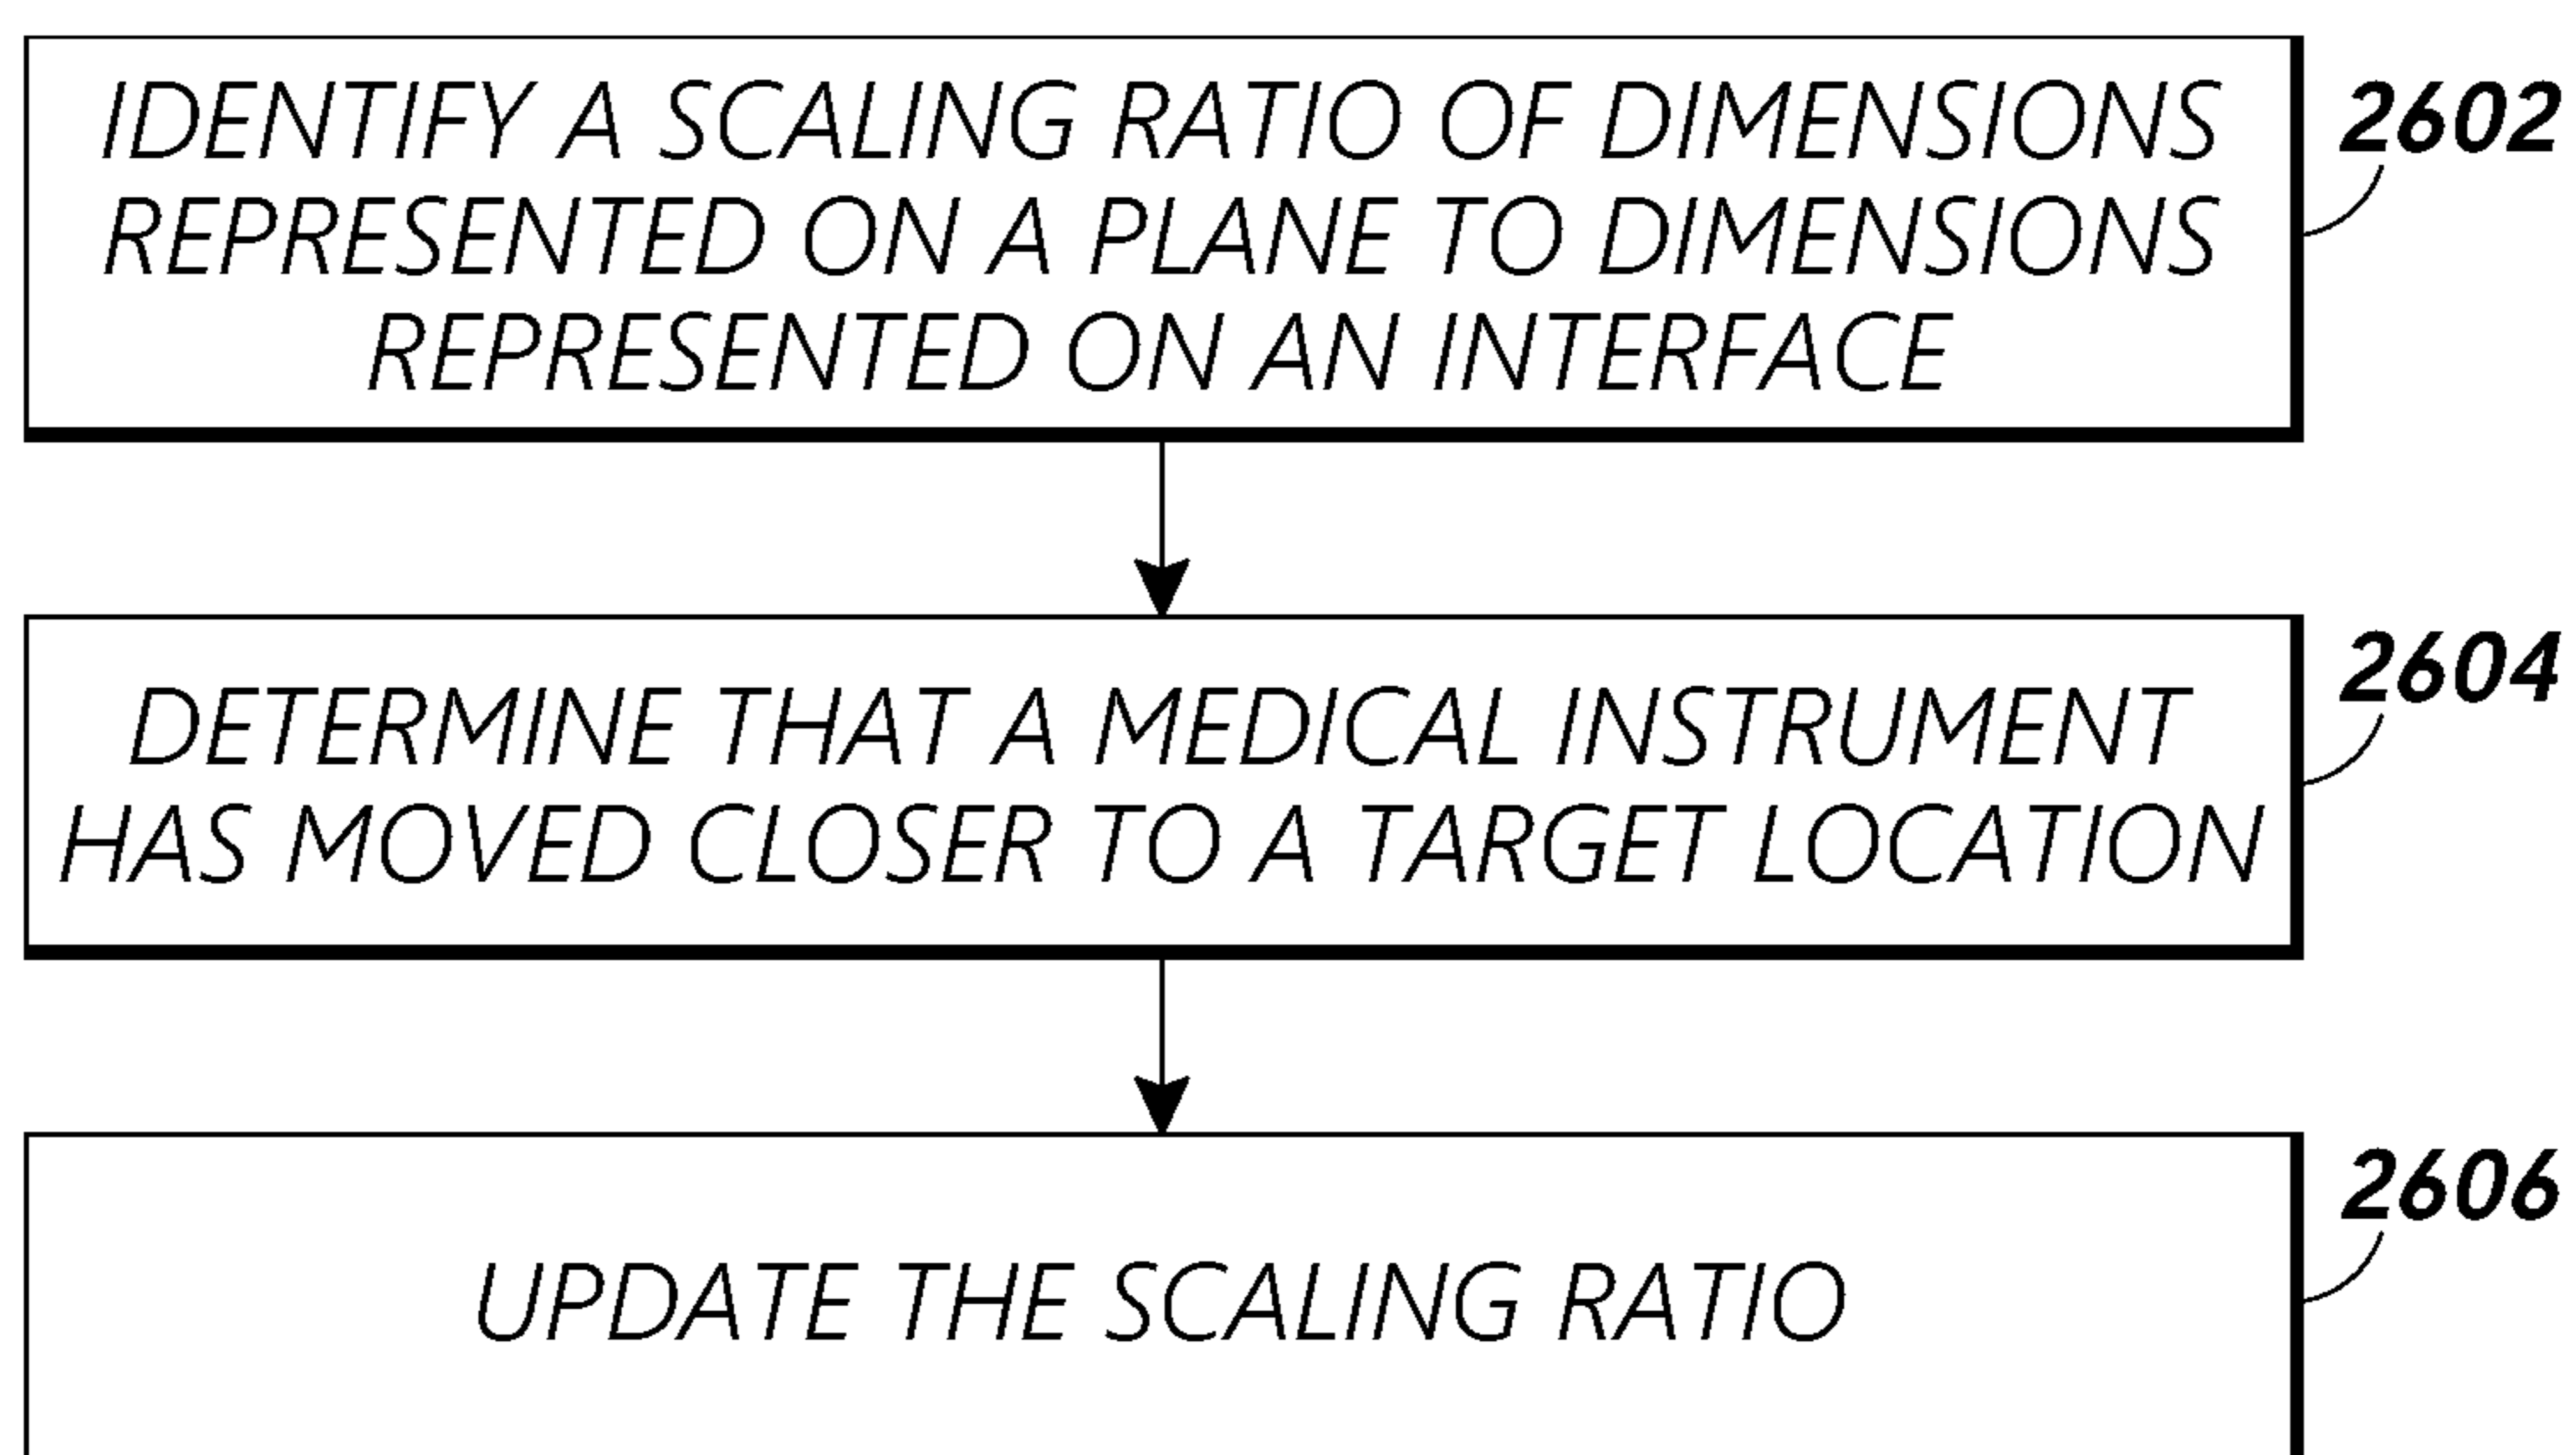 IDENTIFY A SCALING RATIO OF DIMENSIONS
REPRESENTED ON A PLANE TO DIMENSIONS
REPRESENTED ON AN INTERFACE
2602
DETERMINE THAT A MEDICAL INSTRUMENT
HAS MOVED CLOSER TO A TARGET LOCATION
2604
UPDATE THE SCALING RATIO
2606